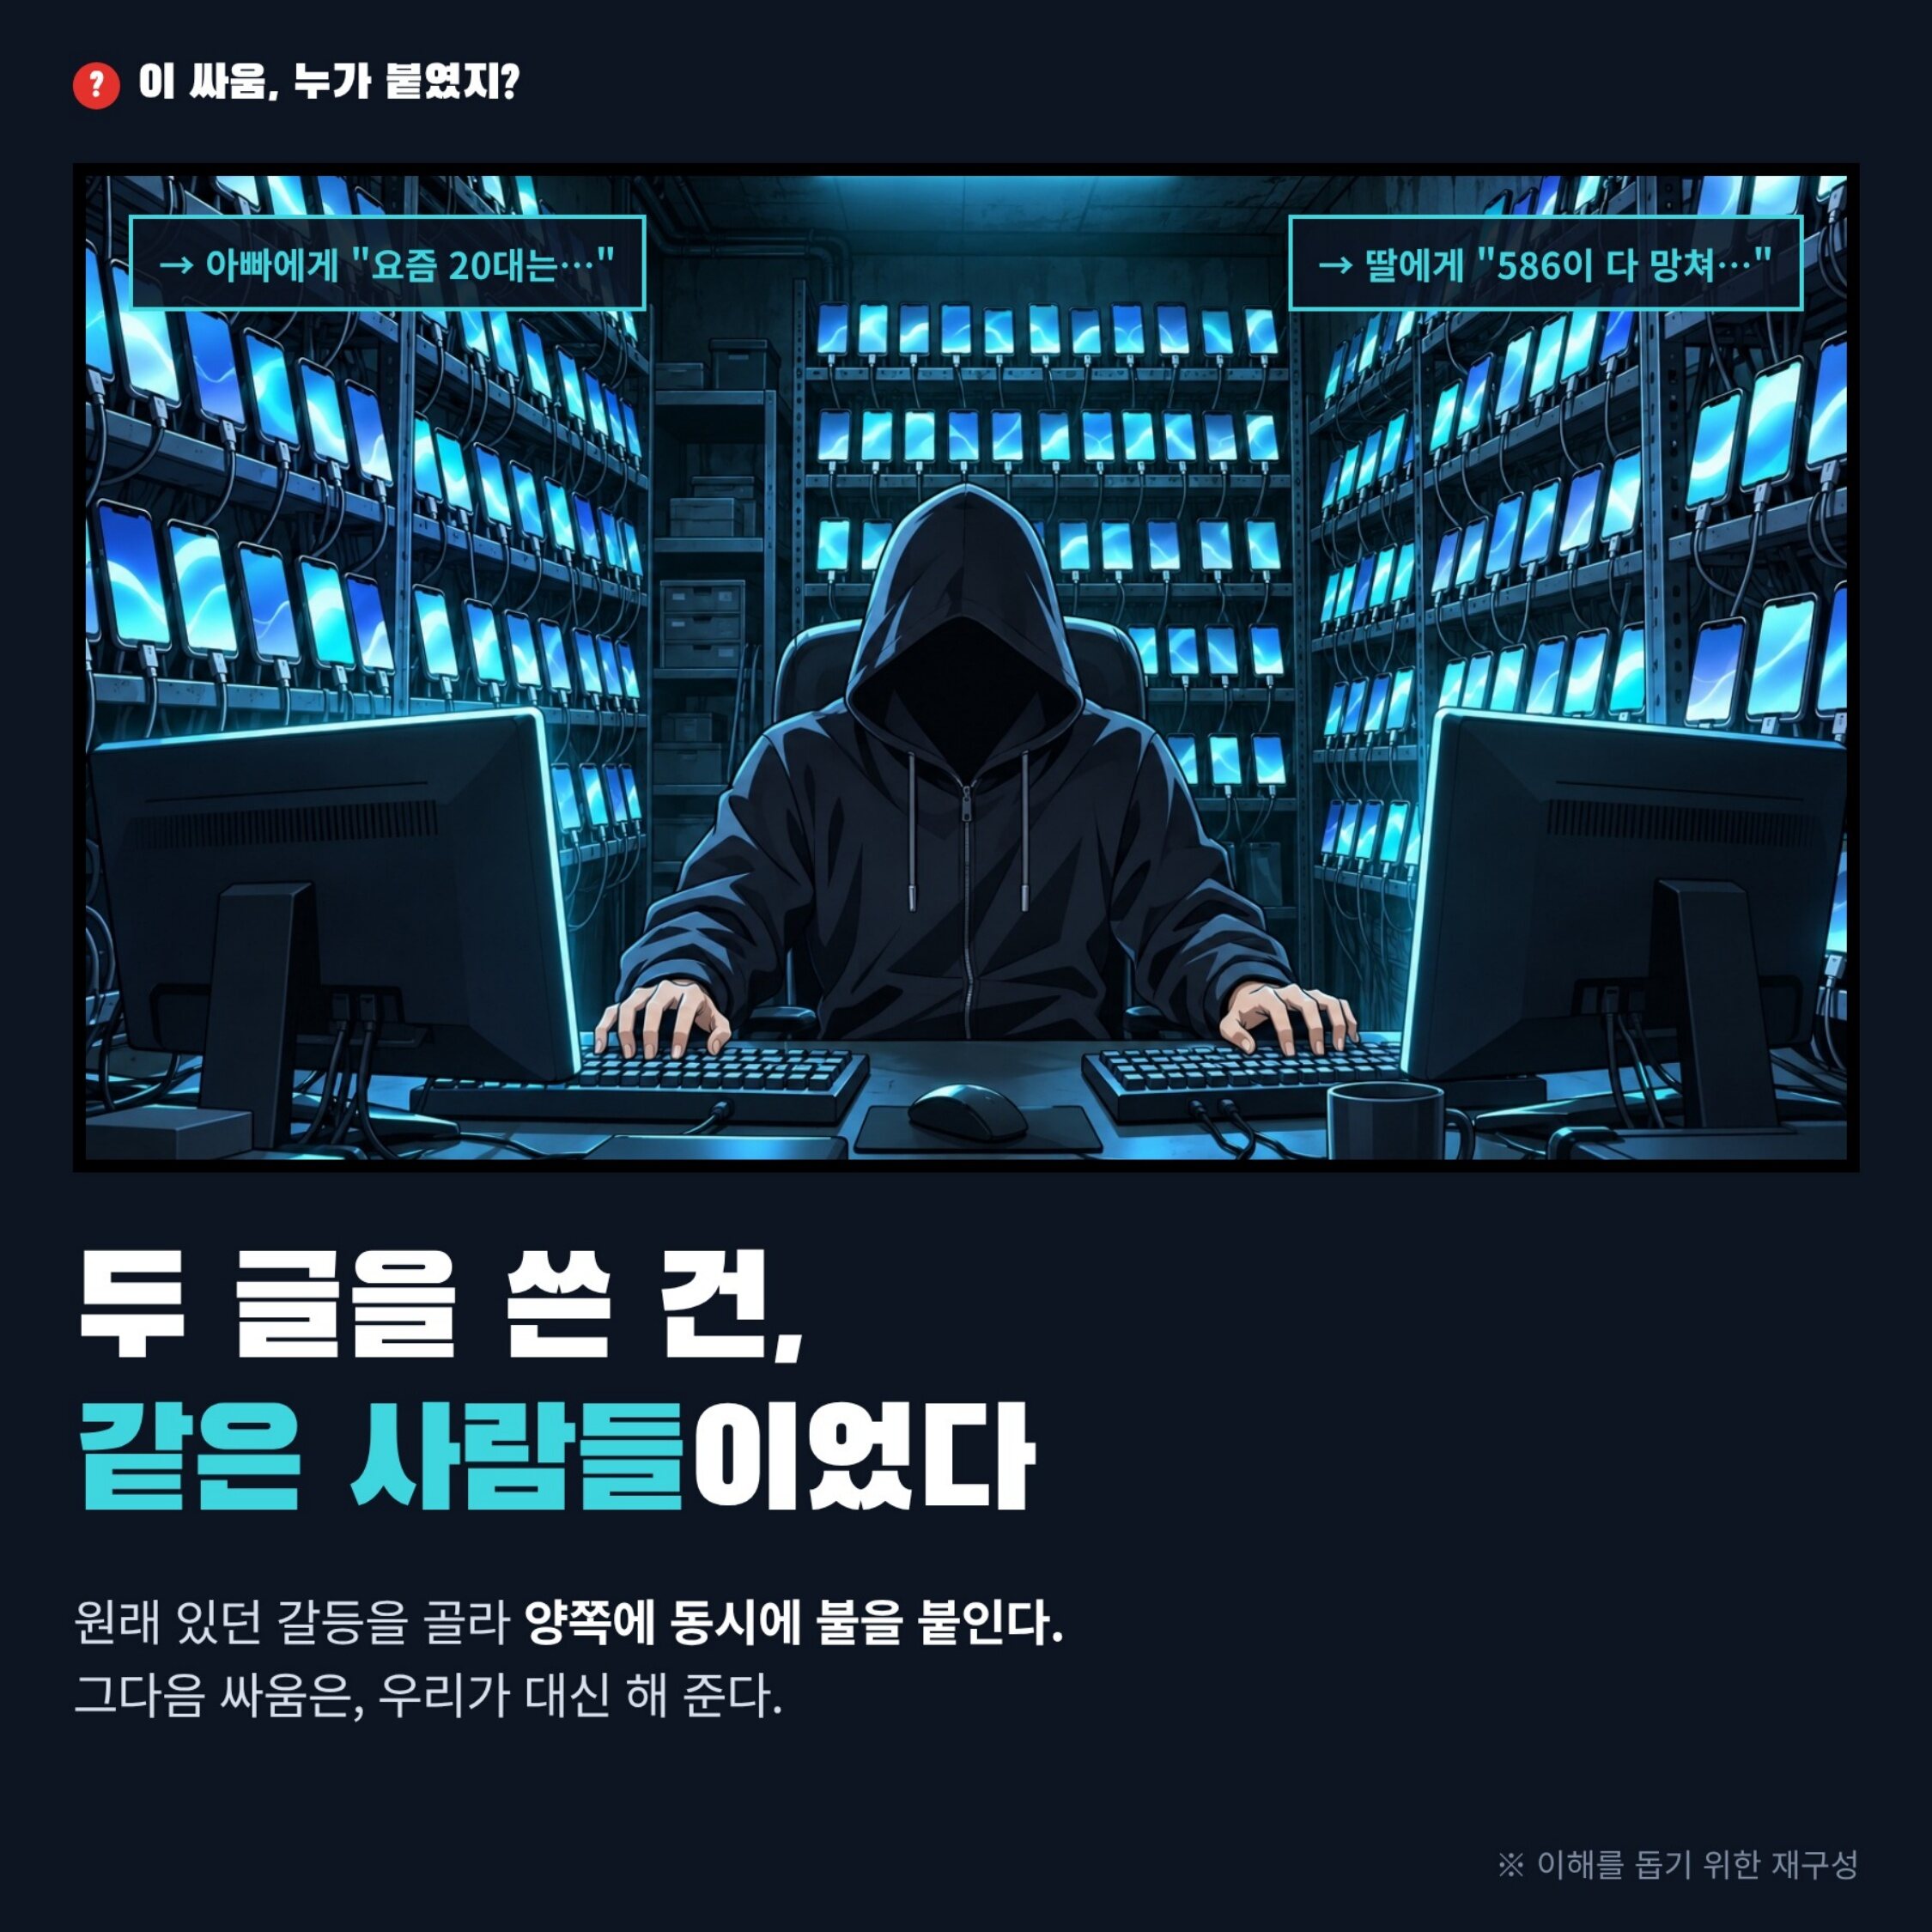 ? 이 싸움, 누가 붙였지?
→ 아빠에게 "요즘 20대는…"
→ 딸에게 "586이 다 망쳐…"
두 글을 쓴 건,
같은 사람들이었다
원래 있던 갈등을 골라 양쪽에 동시에 불을 붙인다.
그다음 싸움은, 우리가 대신 해 준다.
※ 이해를 돕기 위한 재구성